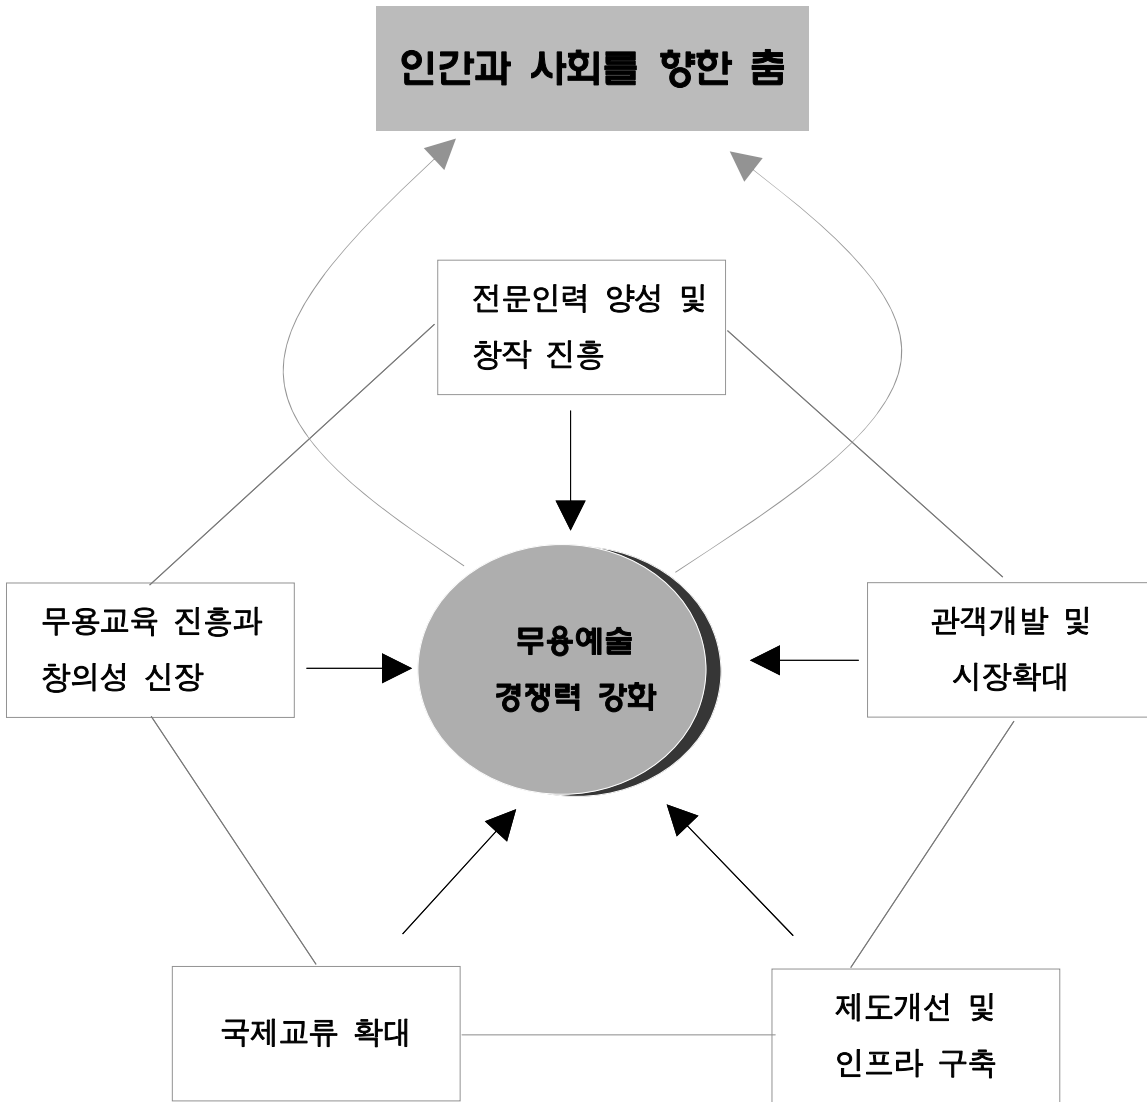 인간과 사회를 향한 춤
전문인력 양성 및
창작 진흥
무용교육 진흥과
창의성 신장
무용예술
경쟁력 강화
관객개발 및
시장확대
국제교류 확대
제도개선 및
인프라 구축